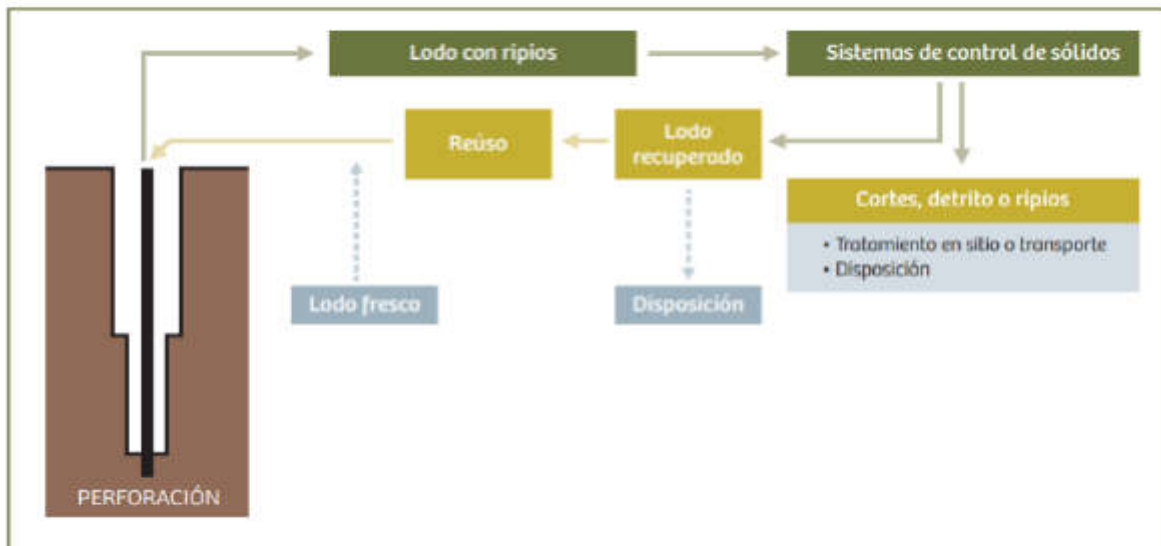 Lodo con ripios
Sistemas de control de sólidos
Reúso
Lodo
recuperado
Cortes, detrito o ripios
• Tratamiento en sitio o transporte
• Disposición
Lodo fresco
Disposición
PERFORACIÓN